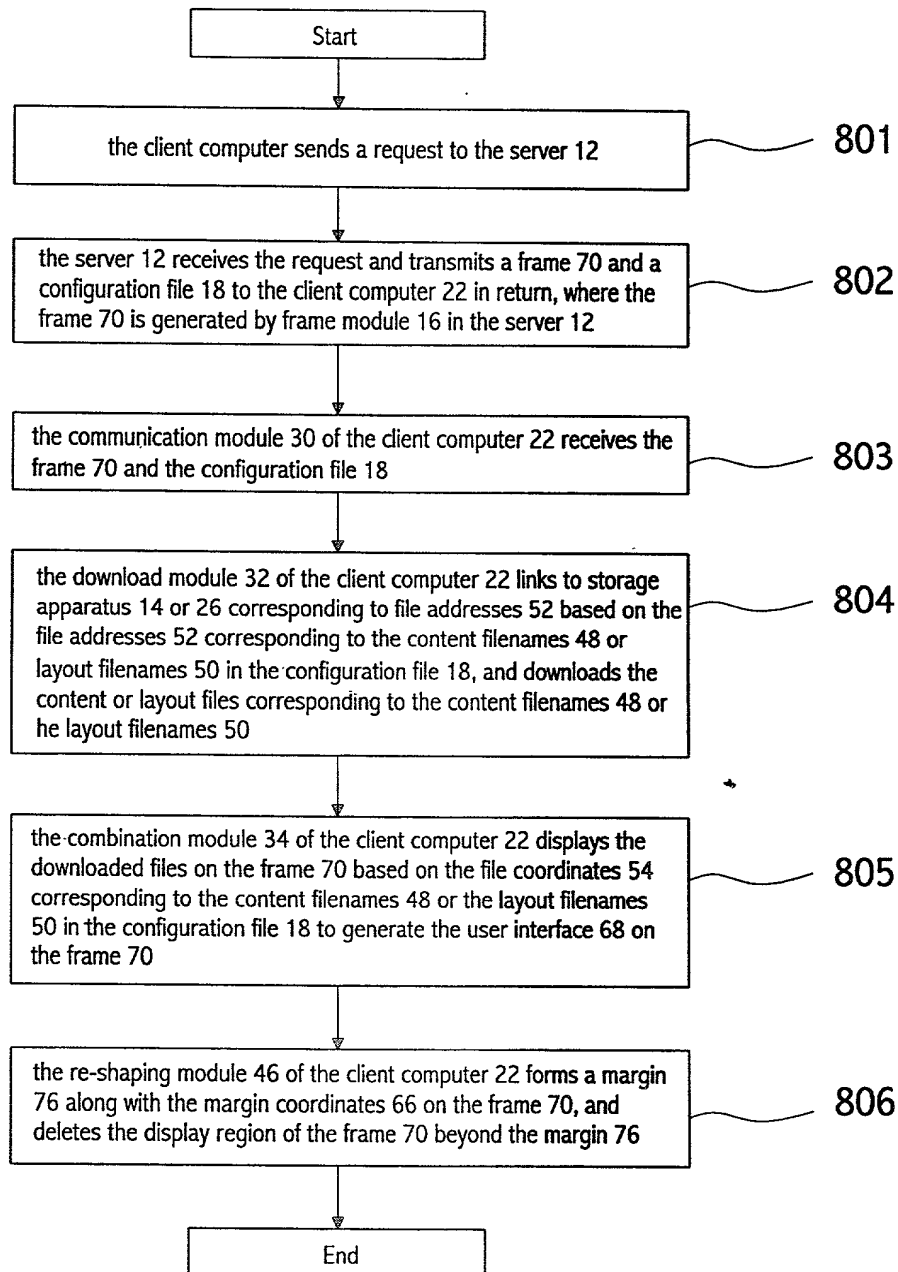 Start
the client computer sends a request to the server 12
801
the server 12 receives the request and transmits a frame 70 and a
configuration file 18 to the client computer 22 in return, where the
frame 70 is generated by frame module 16 in the server 12
802
the communication module 30 of the client computer 22 receives the
frame 70 and the configuration file 18
803
the download module 32 of the client computer 22 links to storage
apparatus 14 or 26 corresponding to file addresses 52 based on the
file addresses 52 corresponding to the content filenames 48 or
layout filenames 50 in the configuration file 18, and downloads the
content or layout files corresponding to the content filenames 48 or
he layout filenames 50
804
the combination module 34 of the client computer 22 displays the
downloaded files on the frame 70 based on the file coordinates 54
corresponding to the content filenames 48 or the layout filenames
50 in the configuration file 18 to generate the user interface 68 on
the frame 70
805
the re-shaping module 46 of the client computer 22 forms a margin
76 along with the margin coordinates 66 on the frame 70, and
deletes the display region of the frame 70 beyond the margin 76
806
End